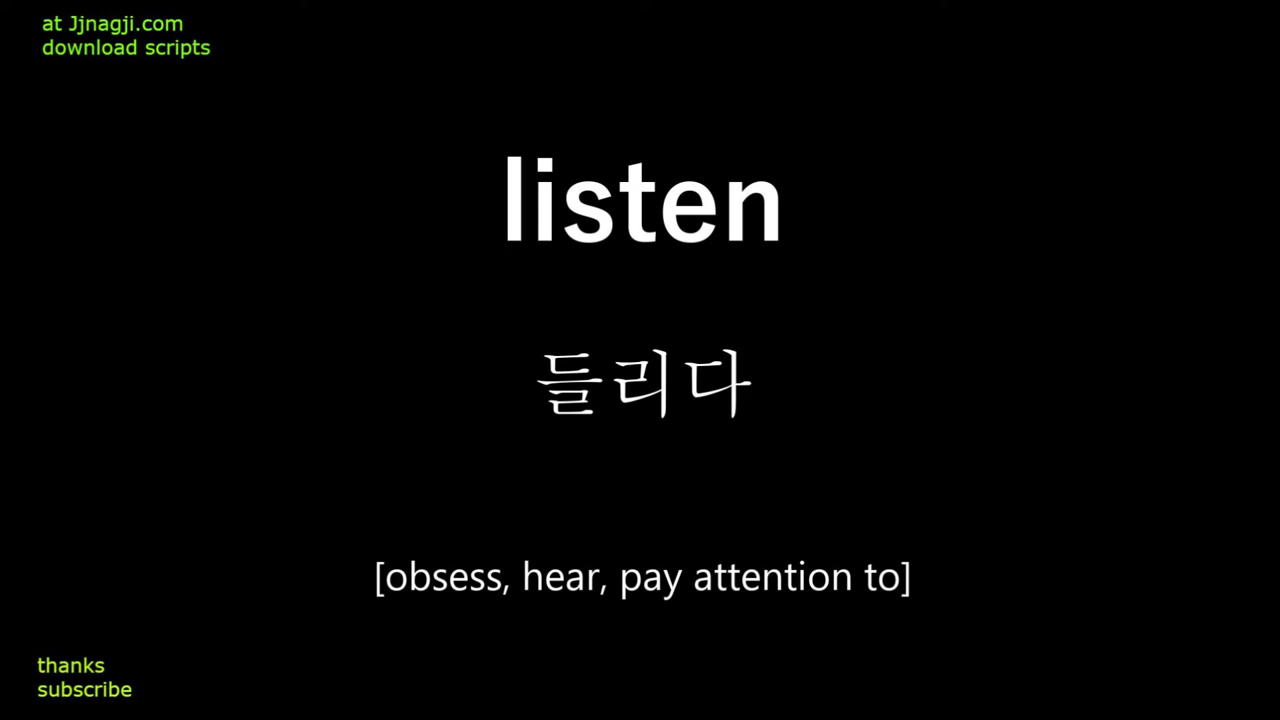 at Jjnagji.com
download scripts
listen
들리다
[obsess, hear, pay attention to]
thanks
subscribe